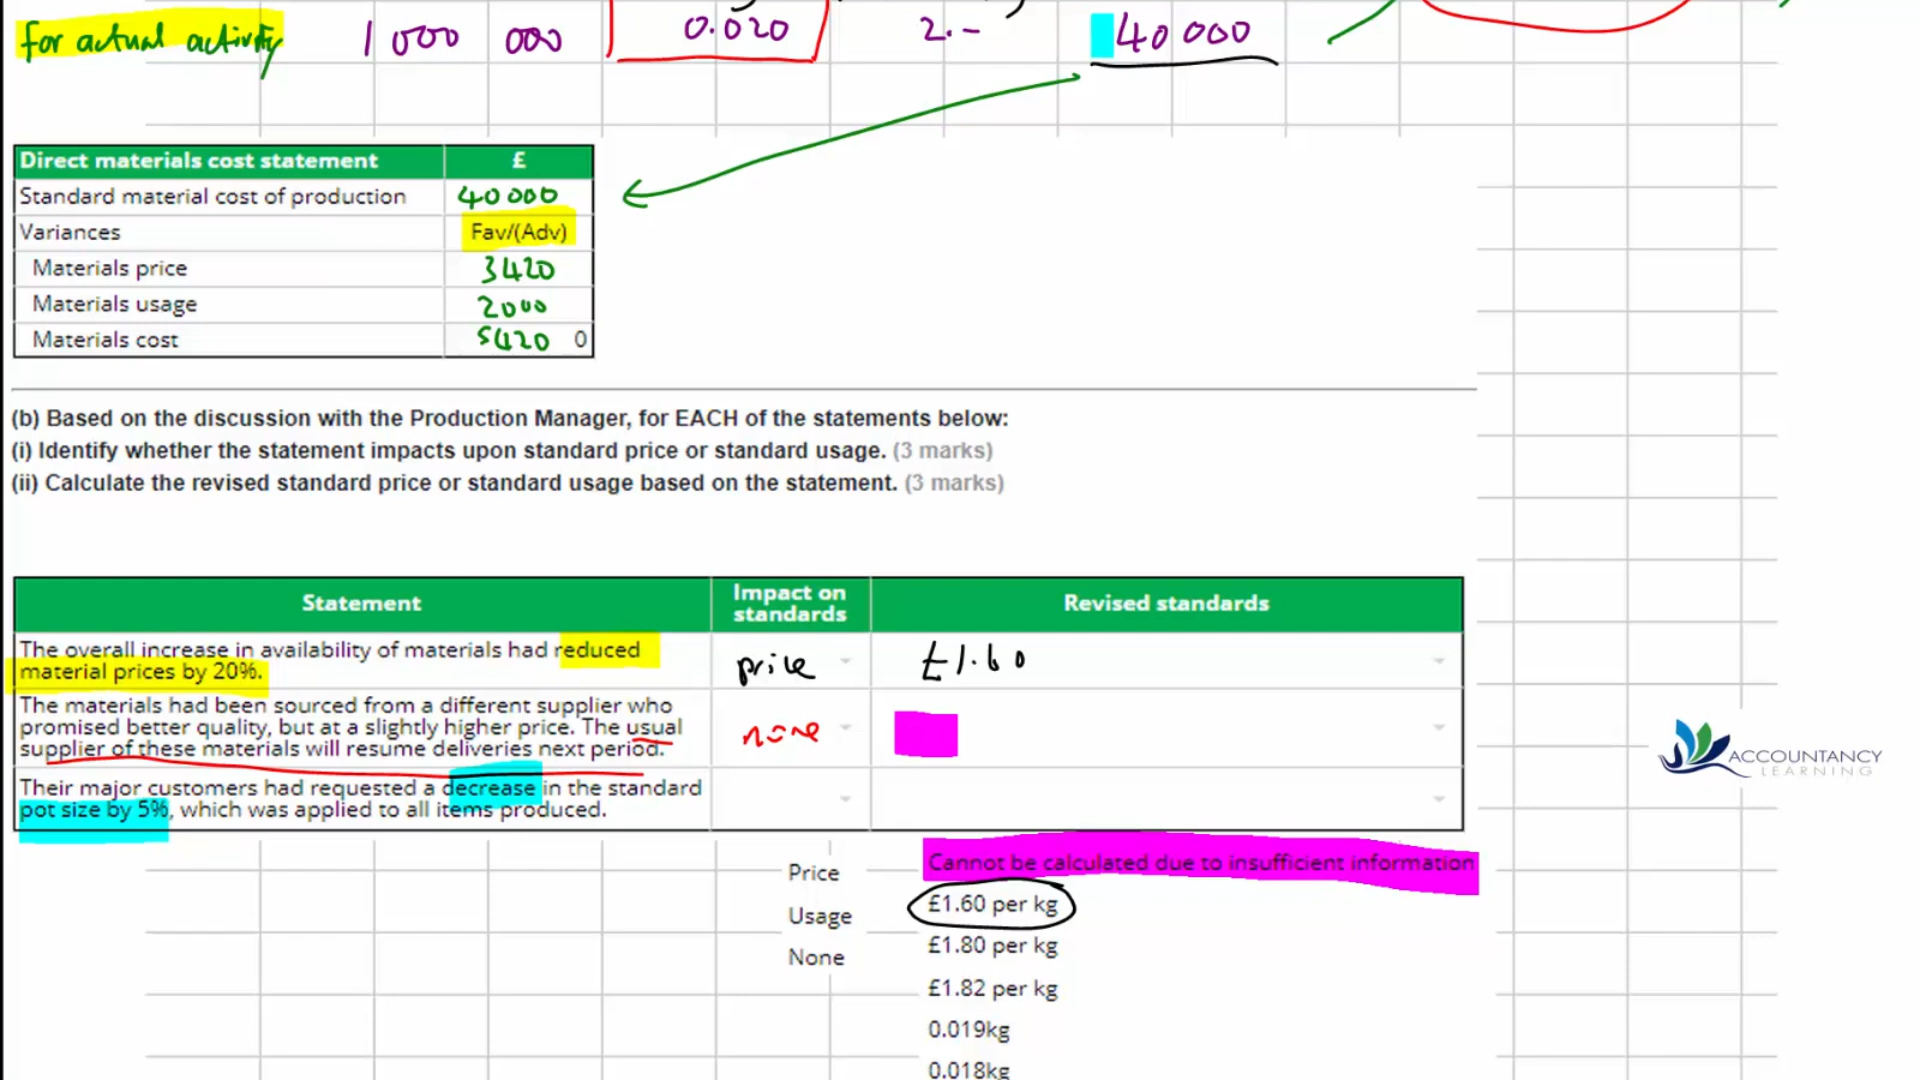 for actual activity 1 000 000 0.020 2.- 40 000
Direct materials cost statement £
Standard material cost of production 40 000
Variances Fav/(Adv)
Materials price 3420
Materials usage 2000
Materials cost 5420 0
(b) Based on the discussion with the Production Manager, for EACH of the statements below:
(i) Identify whether the statement impacts upon standard price or standard usage. (3 marks)
(ii) Calculate the revised standard price or standard usage based on the statement. (3 marks)
Statement Impact on standards Revised standards
The overall increase in availability of materials had reduced
material prices by 20%.
price £1.60
The materials had been sourced from a different supplier who
promised better quality, but at a slightly higher price. The usual
supplier of these materials will resume deliveries next period.
none
Their major customers had requested a decrease in the standard
pot size by 5%, which was applied to all items produced.
Price
Usage
None
Cannot be calculated due to insufficient information
£1.60 per kg
£1.80 per kg
£1.82 per kg
0.019kg
0.018kg
ACCOUNTANCY
LEARNING